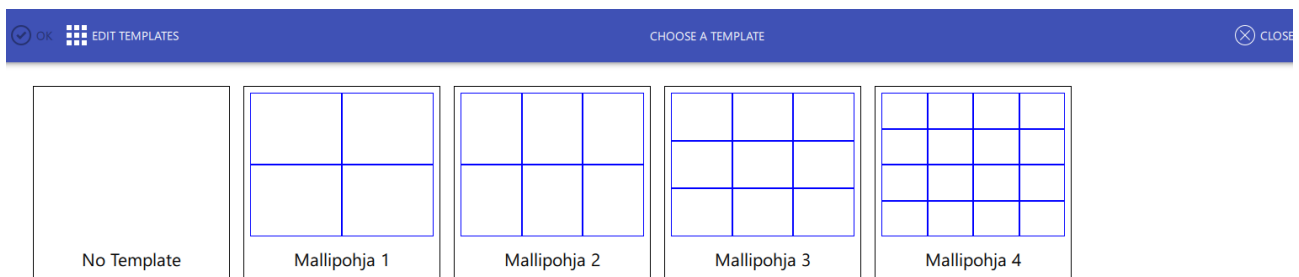 OK EDIT TEMPLATES CHOOSE A TEMPLATE CLOSE
No Template Mallipohja 1 Mallipohja 2 Mallipohja 3 Mallipohja 4